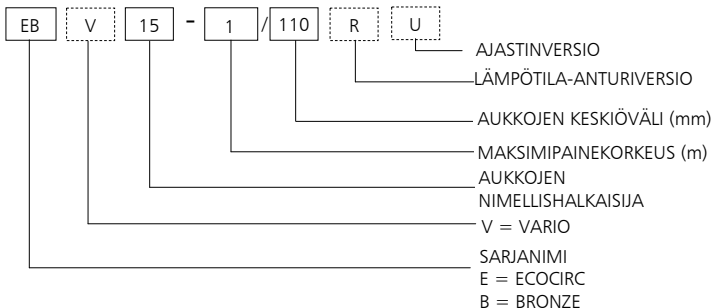 EB V 15 - 1 / 110 R U
AJASTINVERSIO
LÄMPÖTILA-ANTURIVERSIO
AUKKOJEN KESKIÖVÄLI (mm)
MAKSIMIPAINEKORKEUS (m)
AUKKOJEN
NIMELLISHALKAISIJA
V = VARIO
SARJANIMI
E = ECOCIRC
B = BRONZE